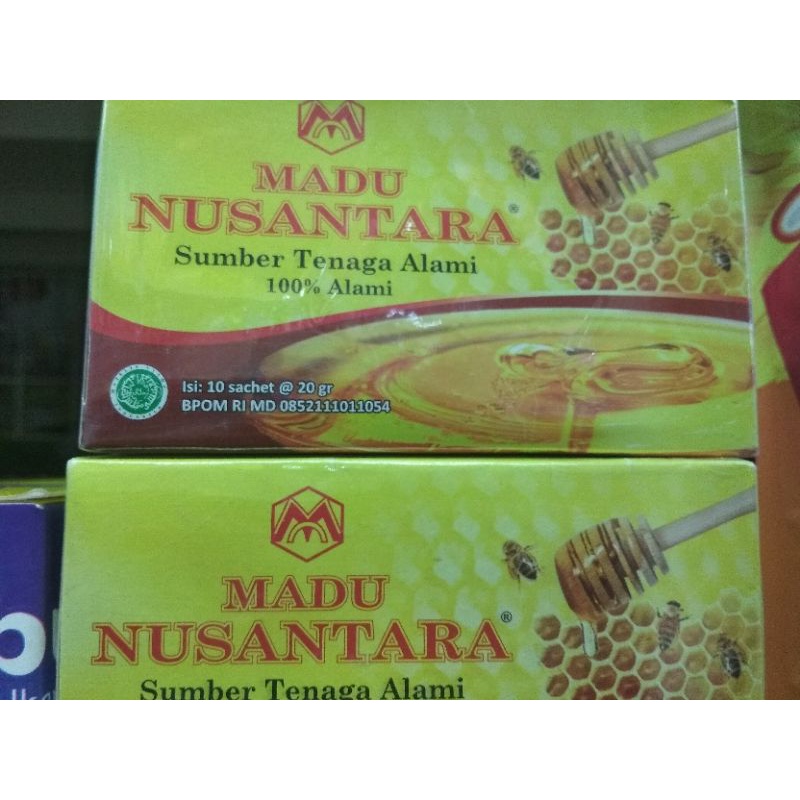 MADU
NUSANTARA®
Sumber Tenaga Alami
100% Alami
Isi: 10 sachet @ 20 gr
BPOM RI MD 0852111011054
MADU
NUSANTARA®
Sumber Tenaga Alami